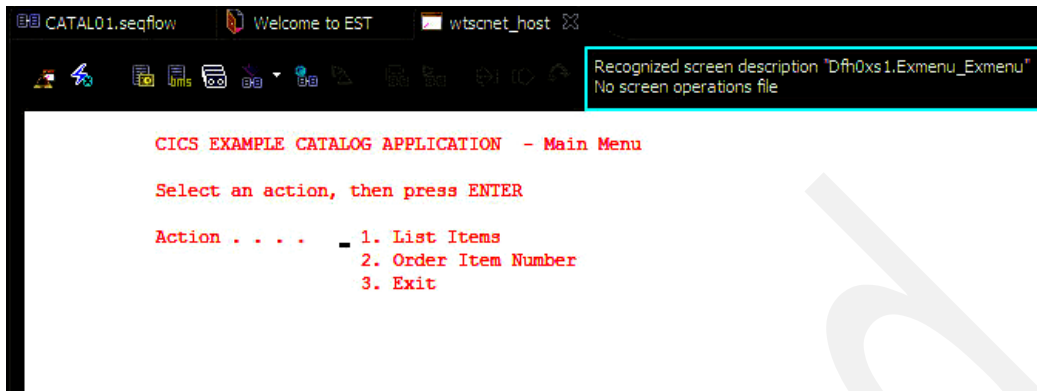 CATAL01.seqflow Welcome to EST wtscnet_host
bms
Recognized screen description "Dfh0xs1.Exmenu_Exmenu"
No screen operations file
CICS EXAMPLE CATALOG APPLICATION - Main Menu
Select an action, then press ENTER
Action . . . . _ 1. List Items
2. Order Item Number
3. Exit